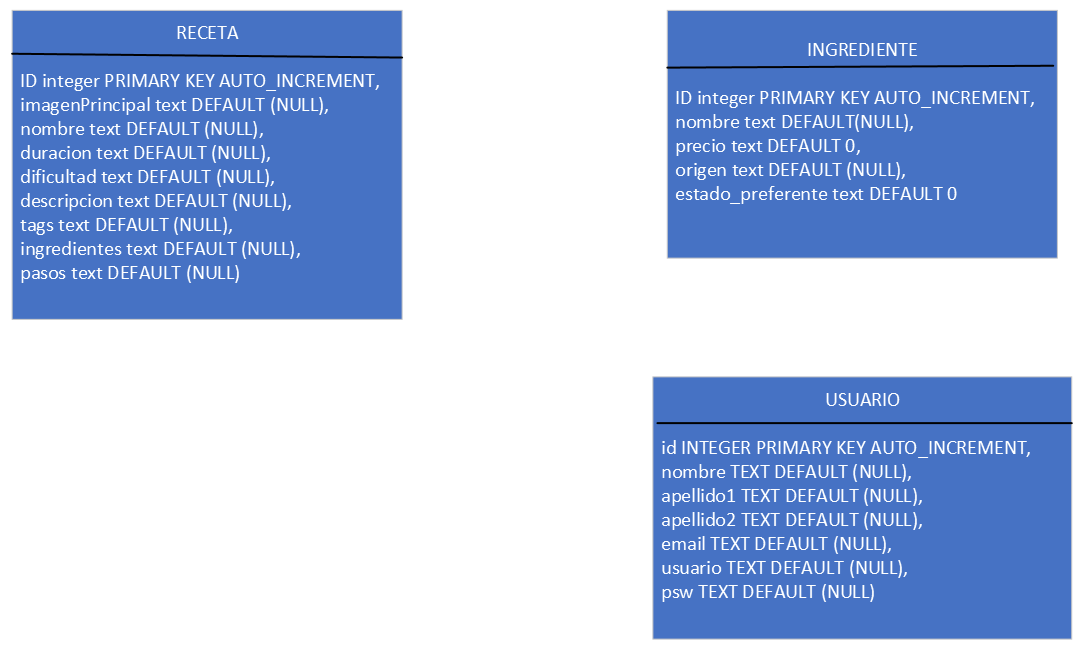 RECETA
ID integer PRIMARY KEY AUTO_INCREMENT,
imagenPrincipal text DEFAULT (NULL),
nombre text DEFAULT (NULL),
duracion text DEFAULT (NULL),
dificultad text DEFAULT (NULL),
descripcion text DEFAULT (NULL),
tags text DEFAULT (NULL),
ingredientes text DEFAULT (NULL),
pasos text DEFAULT (NULL)
INGREDIENTE
ID integer PRIMARY KEY AUTO_INCREMENT,
nombre text DEFAULT(NULL),
precio text DEFAULT 0,
origen text DEFAULT (NULL),
estado_preferente text DEFAULT 0
USUARIO
id INTEGER PRIMARY KEY AUTO_INCREMENT,
nombre TEXT DEFAULT (NULL),
apellido1 TEXT DEFAULT (NULL),
apellido2 TEXT DEFAULT (NULL),
email TEXT DEFAULT (NULL),
usuario TEXT DEFAULT (NULL),
psw TEXT DEFAULT (NULL)